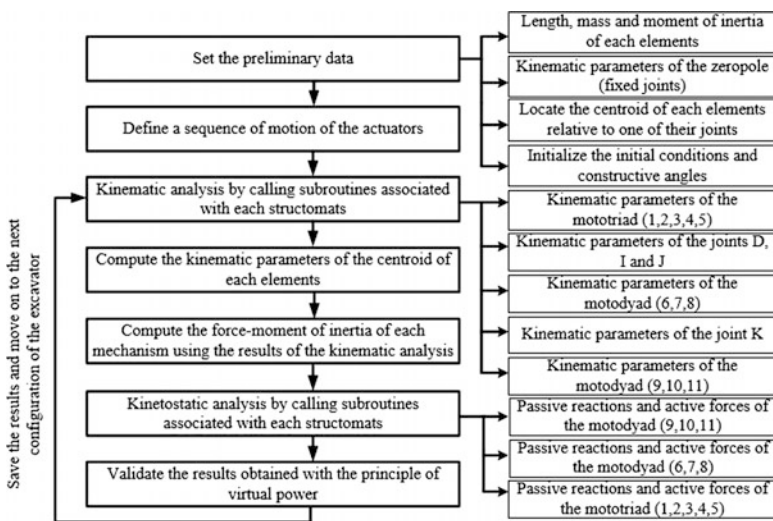 Set the preliminary data
Define a sequence of motion of the actuators
Kinematic analysis by calling subroutines
associated with each structomats
Compute the kinematic parameters of the centroid of
each elements
Compute the force-moment of inertia of each
mechanism using the results of the kinematic analysis
Kinetostatic analysis by calling subroutines
associated with each structomats
Validate the results obtained with the principle of
virtual power
Save the results and move on to the next
configuration of the excavator
Length, mass and moment of inertia
of each elements
Kinematic parameters of the zeropole
(fixed joints)
Locate the centroid of each elements
relative to one of their joints
Initialize the initial conditions and
constructive angles
Kinematic parameters of the
mototriad (1,2,3,4,5)
Kinematic parameters of the joints D,
I and J
Kinematic parameters of the
motodyad (6,7,8)
Kinematic parameters of the joint K
Kinematic parameters of the
motodyad (9,10,11)
Passive reactions and active forces of
the motodyad (9,10,11)
Passive reactions and active forces of
the motodyad (6,7,8)
Passive reactions and active forces of
the mototriad (1,2,3,4,5)